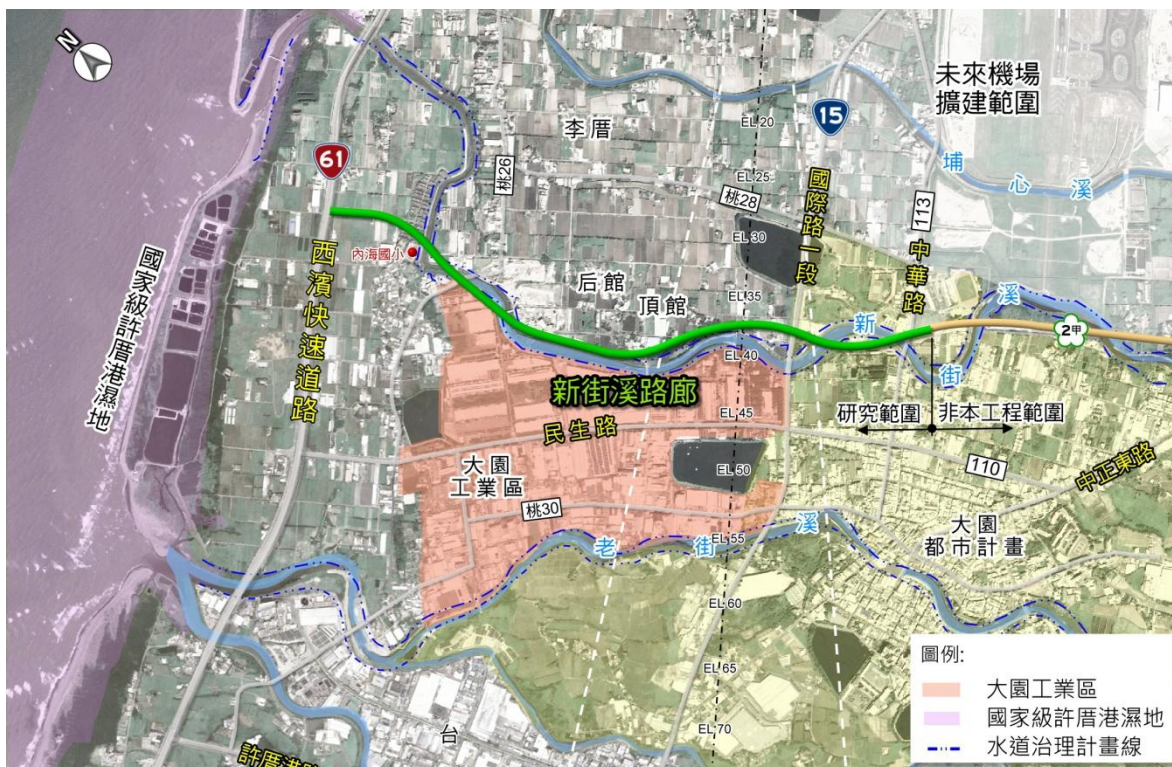 N
未來機場
擴建範圍
EL 20
15
李厝
61
桃26
埔心溪
EL 25
桃28
國際路一段
113
中華路
國家級許厝港濕地
西濱快速道路
內海國小
EL 30
后館
頂館
EL 35
新街溪
2甲
EL 40
新街溪路廊
研究範圍
非本工程範圍
民生路
EL 45
大園
工業區
EL 50
110
中正東路
桃30
老街溪
EL 55
大園
都市計畫
EL 60
EL 65
EL 70
台
許厝港
圖例:
大園工業區
國家級許厝港濕地
水道治理計畫線